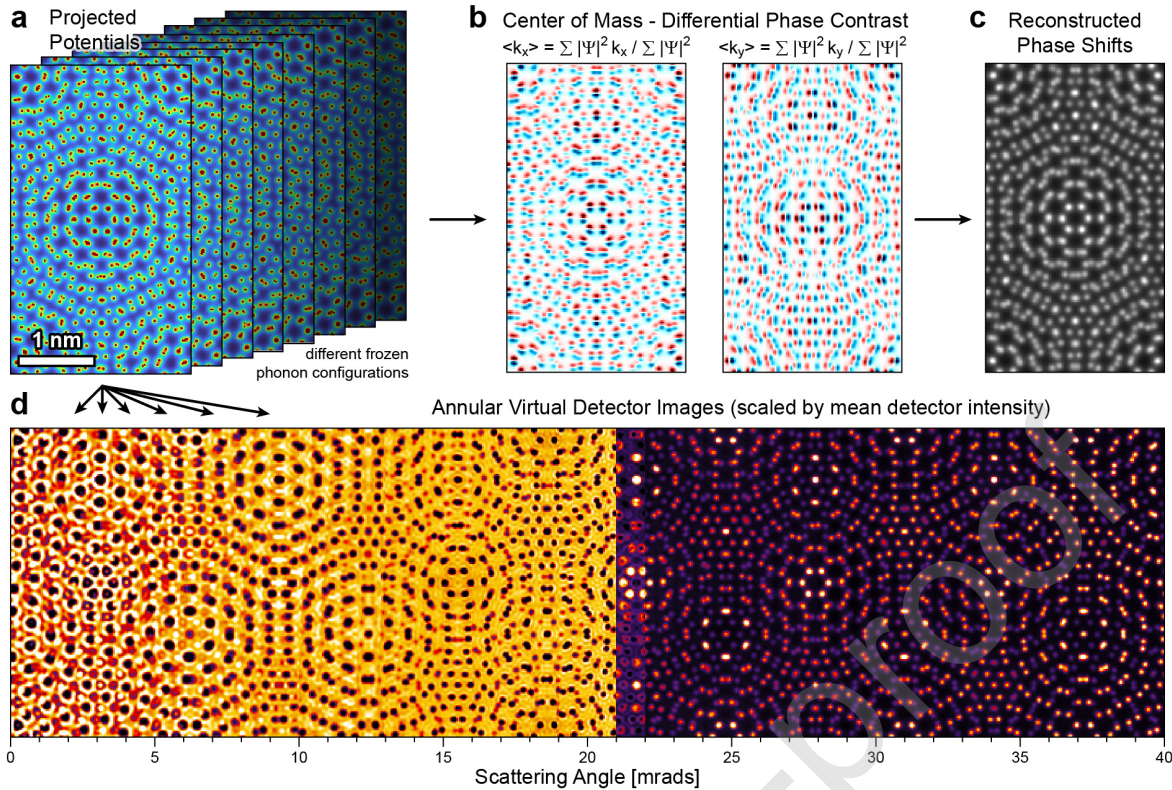 a Projected
Potentials
1 nm
different frozen
phonon configurations
b Center of Mass - Differential Phase Contrast
<kx> = Σ |Ψ|² kx / Σ |Ψ|²
<ky> = Σ |Ψ|² ky / Σ |Ψ|²
c Reconstructed
Phase Shifts
d Annular Virtual Detector Images (scaled by mean detector intensity)
0 5 10 15 20 25 30 35 40
Scattering Angle [mrads]
proof